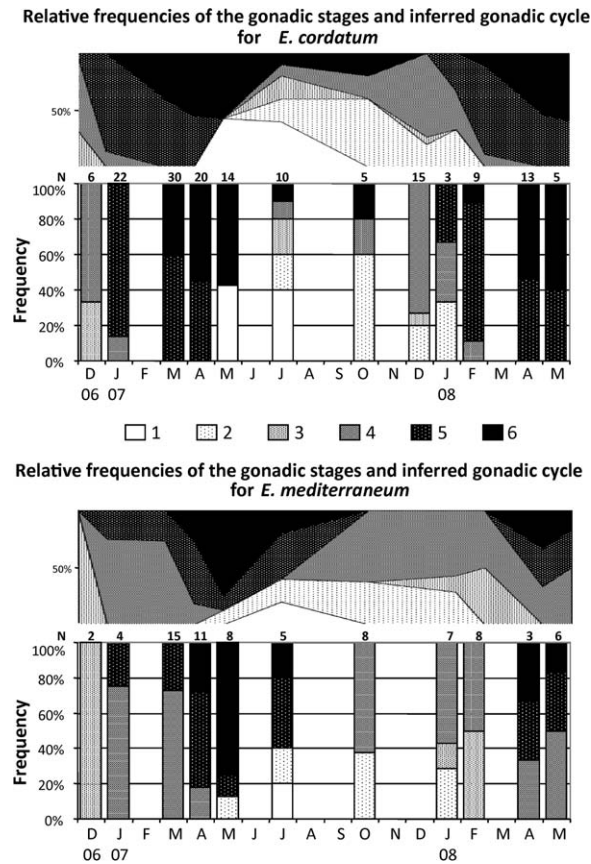 Relative frequencies of the gonadic stages and inferred gonadic cycle
for E. cordatum
50%
N 6 22 30 20 14 10 5 15 3 9 13 5
100%
80%
60%
40%
20%
0%
Frequency
D J F M A M J J A S O N D J F M A M
06 07 08
1 2 3 4 5 6
Relative frequencies of the gonadic stages and inferred gonadic cycle
for E. mediterraneum
50%
N 2 4 15 11 8 5 8 7 8 3 6
100%
80%
60%
40%
20%
0%
Frequency
D J F M A M J J A S O N D J F M A M
06 07 08